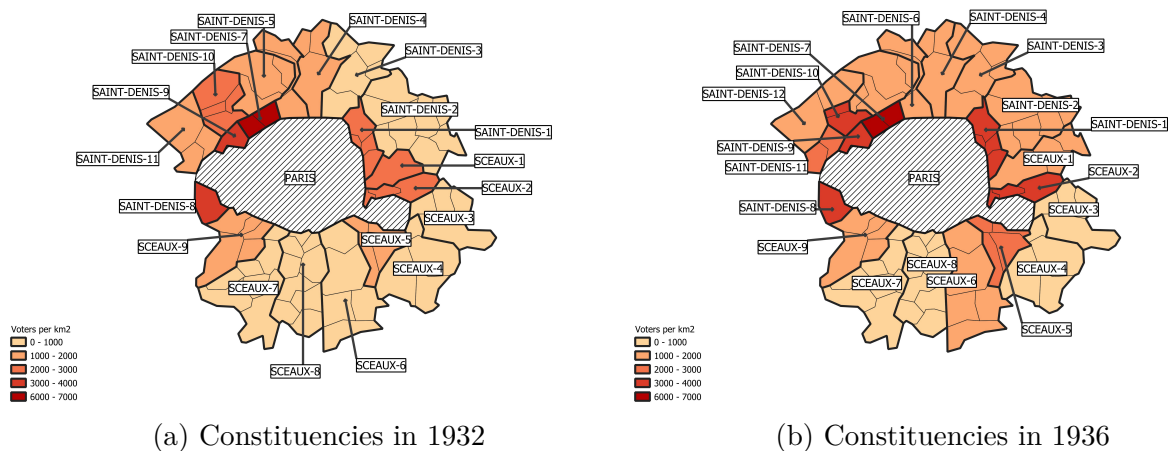 SAINT-DENIS-5
SAINT-DENIS-4
SAINT-DENIS-7
SAINT-DENIS-3
SAINT-DENIS-10
SAINT-DENIS-9
SAINT-DENIS-2
SAINT-DENIS-1
SAINT-DENIS-11
SCEAUX-1
PARIS
SCEAUX-2
SAINT-DENIS-8
SCEAUX-3
SCEAUX-9
SCEAUX-5
SCEAUX-4
SCEAUX-7
SCEAUX-6
SCEAUX-8
Voters per km2
0 - 1000
1000 - 2000
2000 - 3000
3000 - 4000
6000 - 7000
(a) Constituencies in 1932
SAINT-DENIS-6
SAINT-DENIS-4
SAINT-DENIS-7
SAINT-DENIS-3
SAINT-DENIS-10
SAINT-DENIS-12
SAINT-DENIS-2
SAINT-DENIS-1
SAINT-DENIS-9
SCEAUX-1
SAINT-DENIS-11
SCEAUX-2
PARIS
SAINT-DENIS-8
SCEAUX-3
SCEAUX-9
SCEAUX-8
SCEAUX-4
SCEAUX-7
SCEAUX-6
SCEAUX-5
Voters per km2
0 - 1000
1000 - 2000
2000 - 3000
3000 - 4000
6000 - 7000
(b) Constituencies in 1936